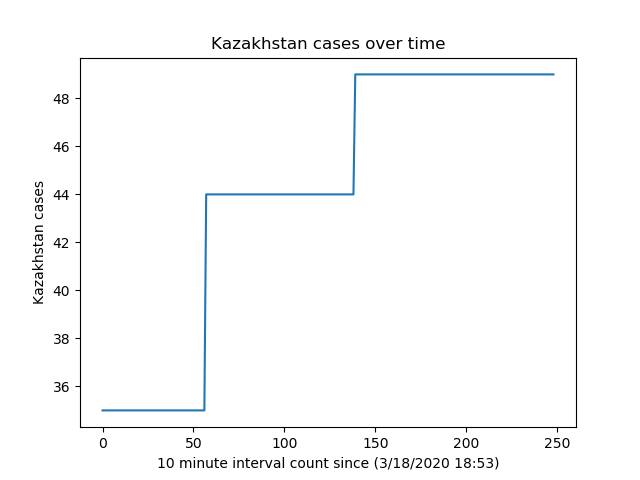 Kazakhstan cases over time
48
46
44
42
40
38
36
Kazakhstan cases
0 50 100 150 200 250
10 minute interval count since (3/18/2020 18:53)